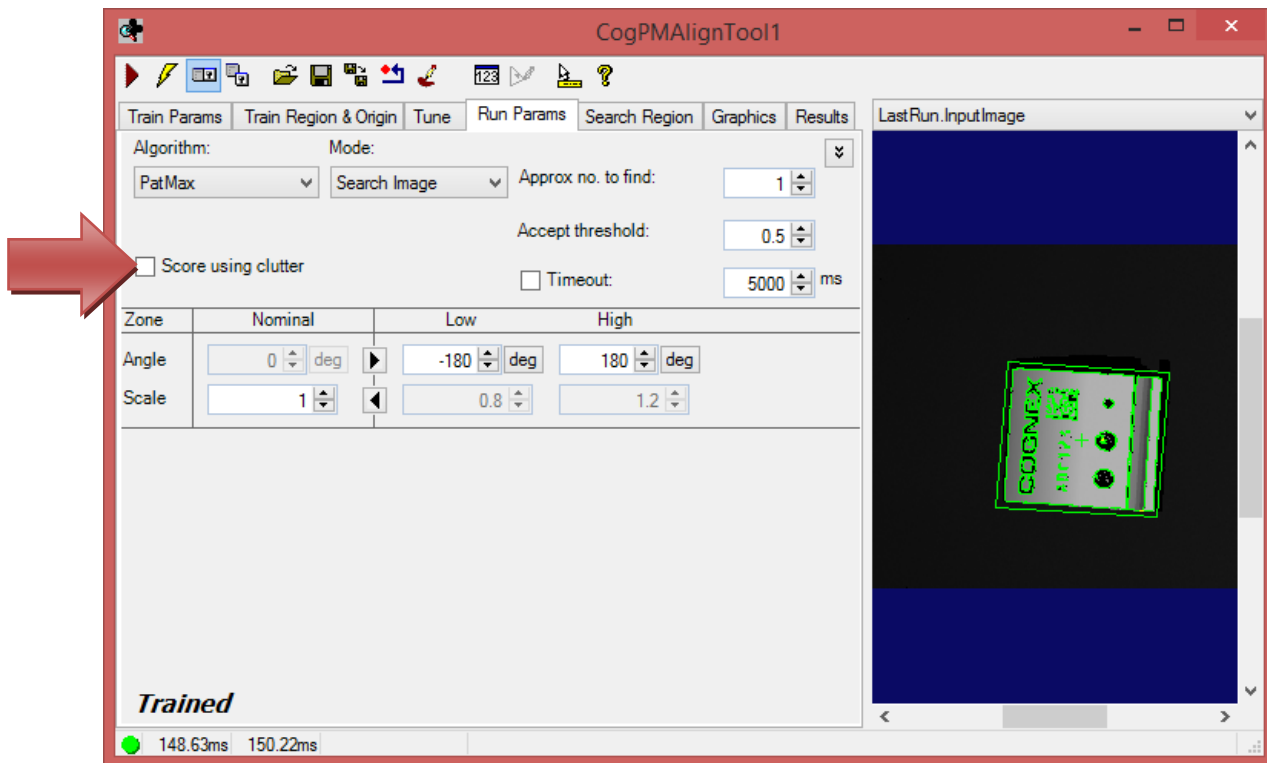 CogPMAlignTool1
Train Params Train Region & Origin Tune Run Params Search Region Graphics Results LastRun.InputImage
Algorithm: Mode:
PatMax Search Image Approx no. to find: 1
Accept threshold: 0.5
Score using clutter
Timeout: 5000 ms
Zone Nominal Low High
Angle 0 deg -180 deg 180 deg
Scale 1 0.8 1.2
COGNEX
Trained
148.63ms 150.22ms